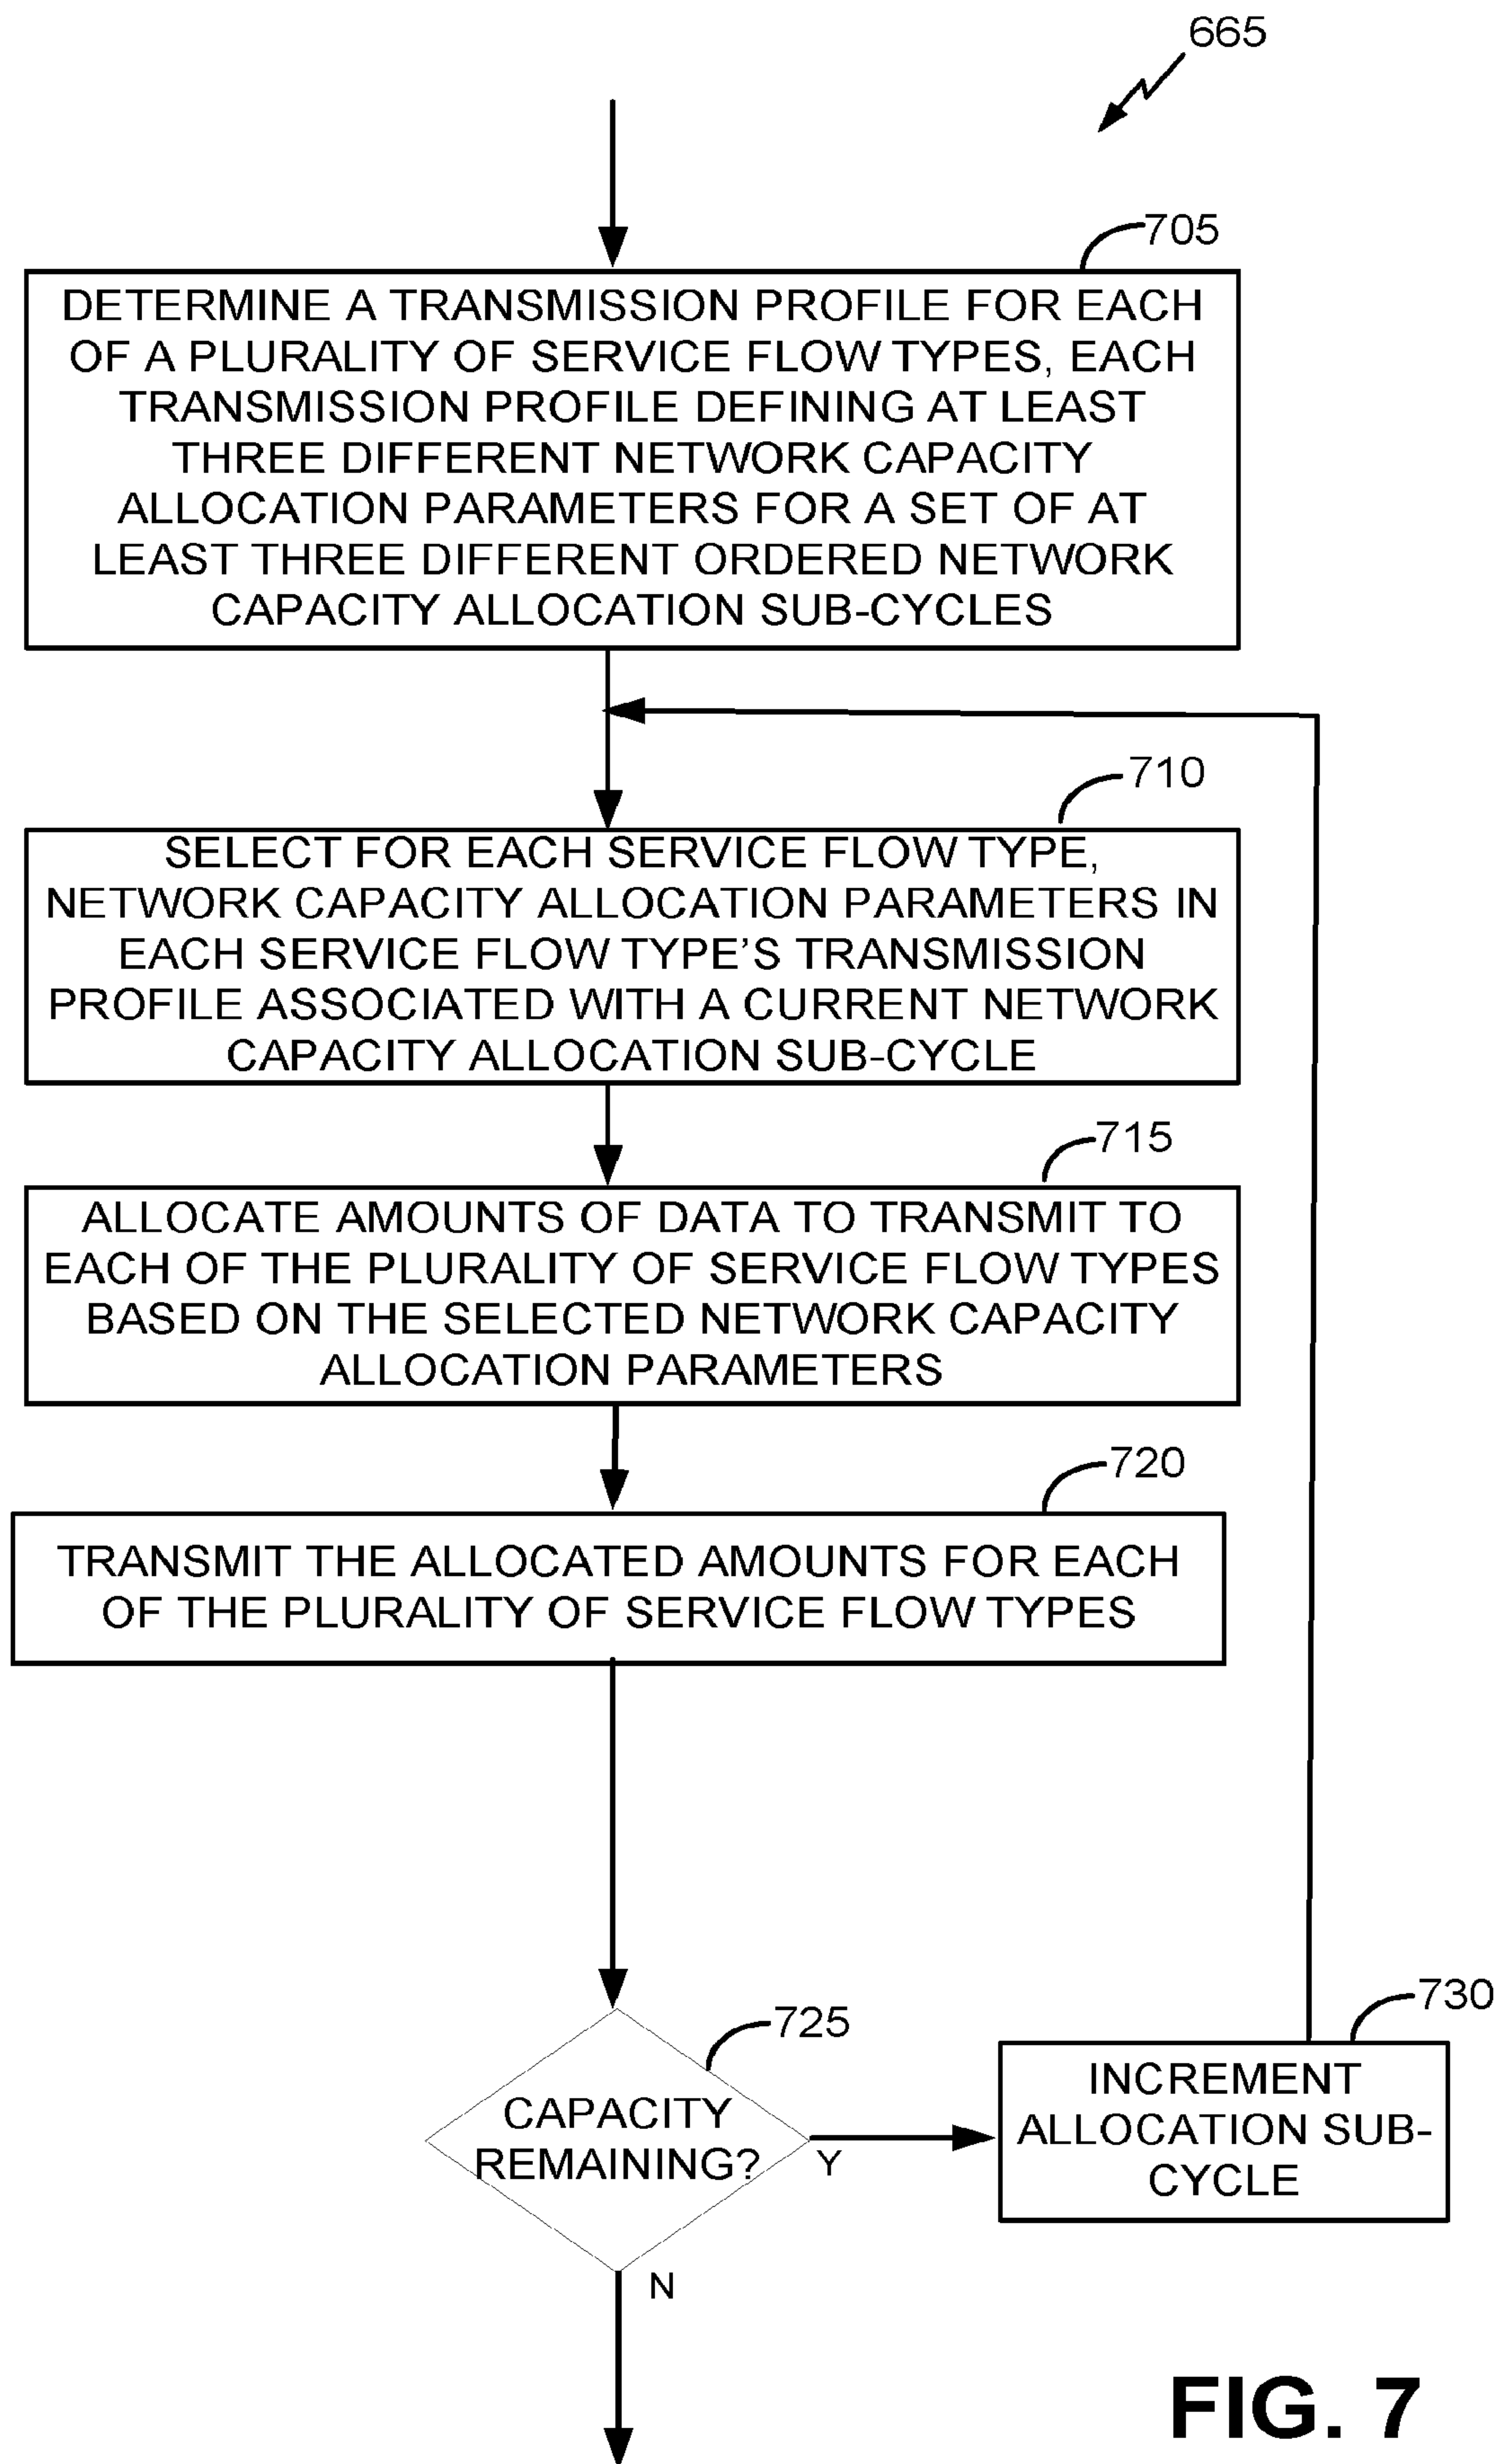 665
705
DETERMINE A TRANSMISSION PROFILE FOR EACH
OF A PLURALITY OF SERVICE FLOW TYPES, EACH
TRANSMISSION PROFILE DEFINING AT LEAST
THREE DIFFERENT NETWORK CAPACITY
ALLOCATION PARAMETERS FOR A SET OF AT
LEAST THREE DIFFERENT ORDERED NETWORK
CAPACITY ALLOCATION SUB-CYCLES
710
SELECT FOR EACH SERVICE FLOW TYPE,
NETWORK CAPACITY ALLOCATION PARAMETERS IN
EACH SERVICE FLOW TYPE’S TRANSMISSION
PROFILE ASSOCIATED WITH A CURRENT NETWORK
CAPACITY ALLOCATION SUB-CYCLE
715
ALLOCATE AMOUNTS OF DATA TO TRANSMIT TO
EACH OF THE PLURALITY OF SERVICE FLOW TYPES
BASED ON THE SELECTED NETWORK CAPACITY
ALLOCATION PARAMETERS
720
TRANSMIT THE ALLOCATED AMOUNTS FOR EACH
OF THE PLURALITY OF SERVICE FLOW TYPES
725
CAPACITY
REMAINING?
Y
730
INCREMENT
ALLOCATION SUB-
CYCLE
N
FIG. 7